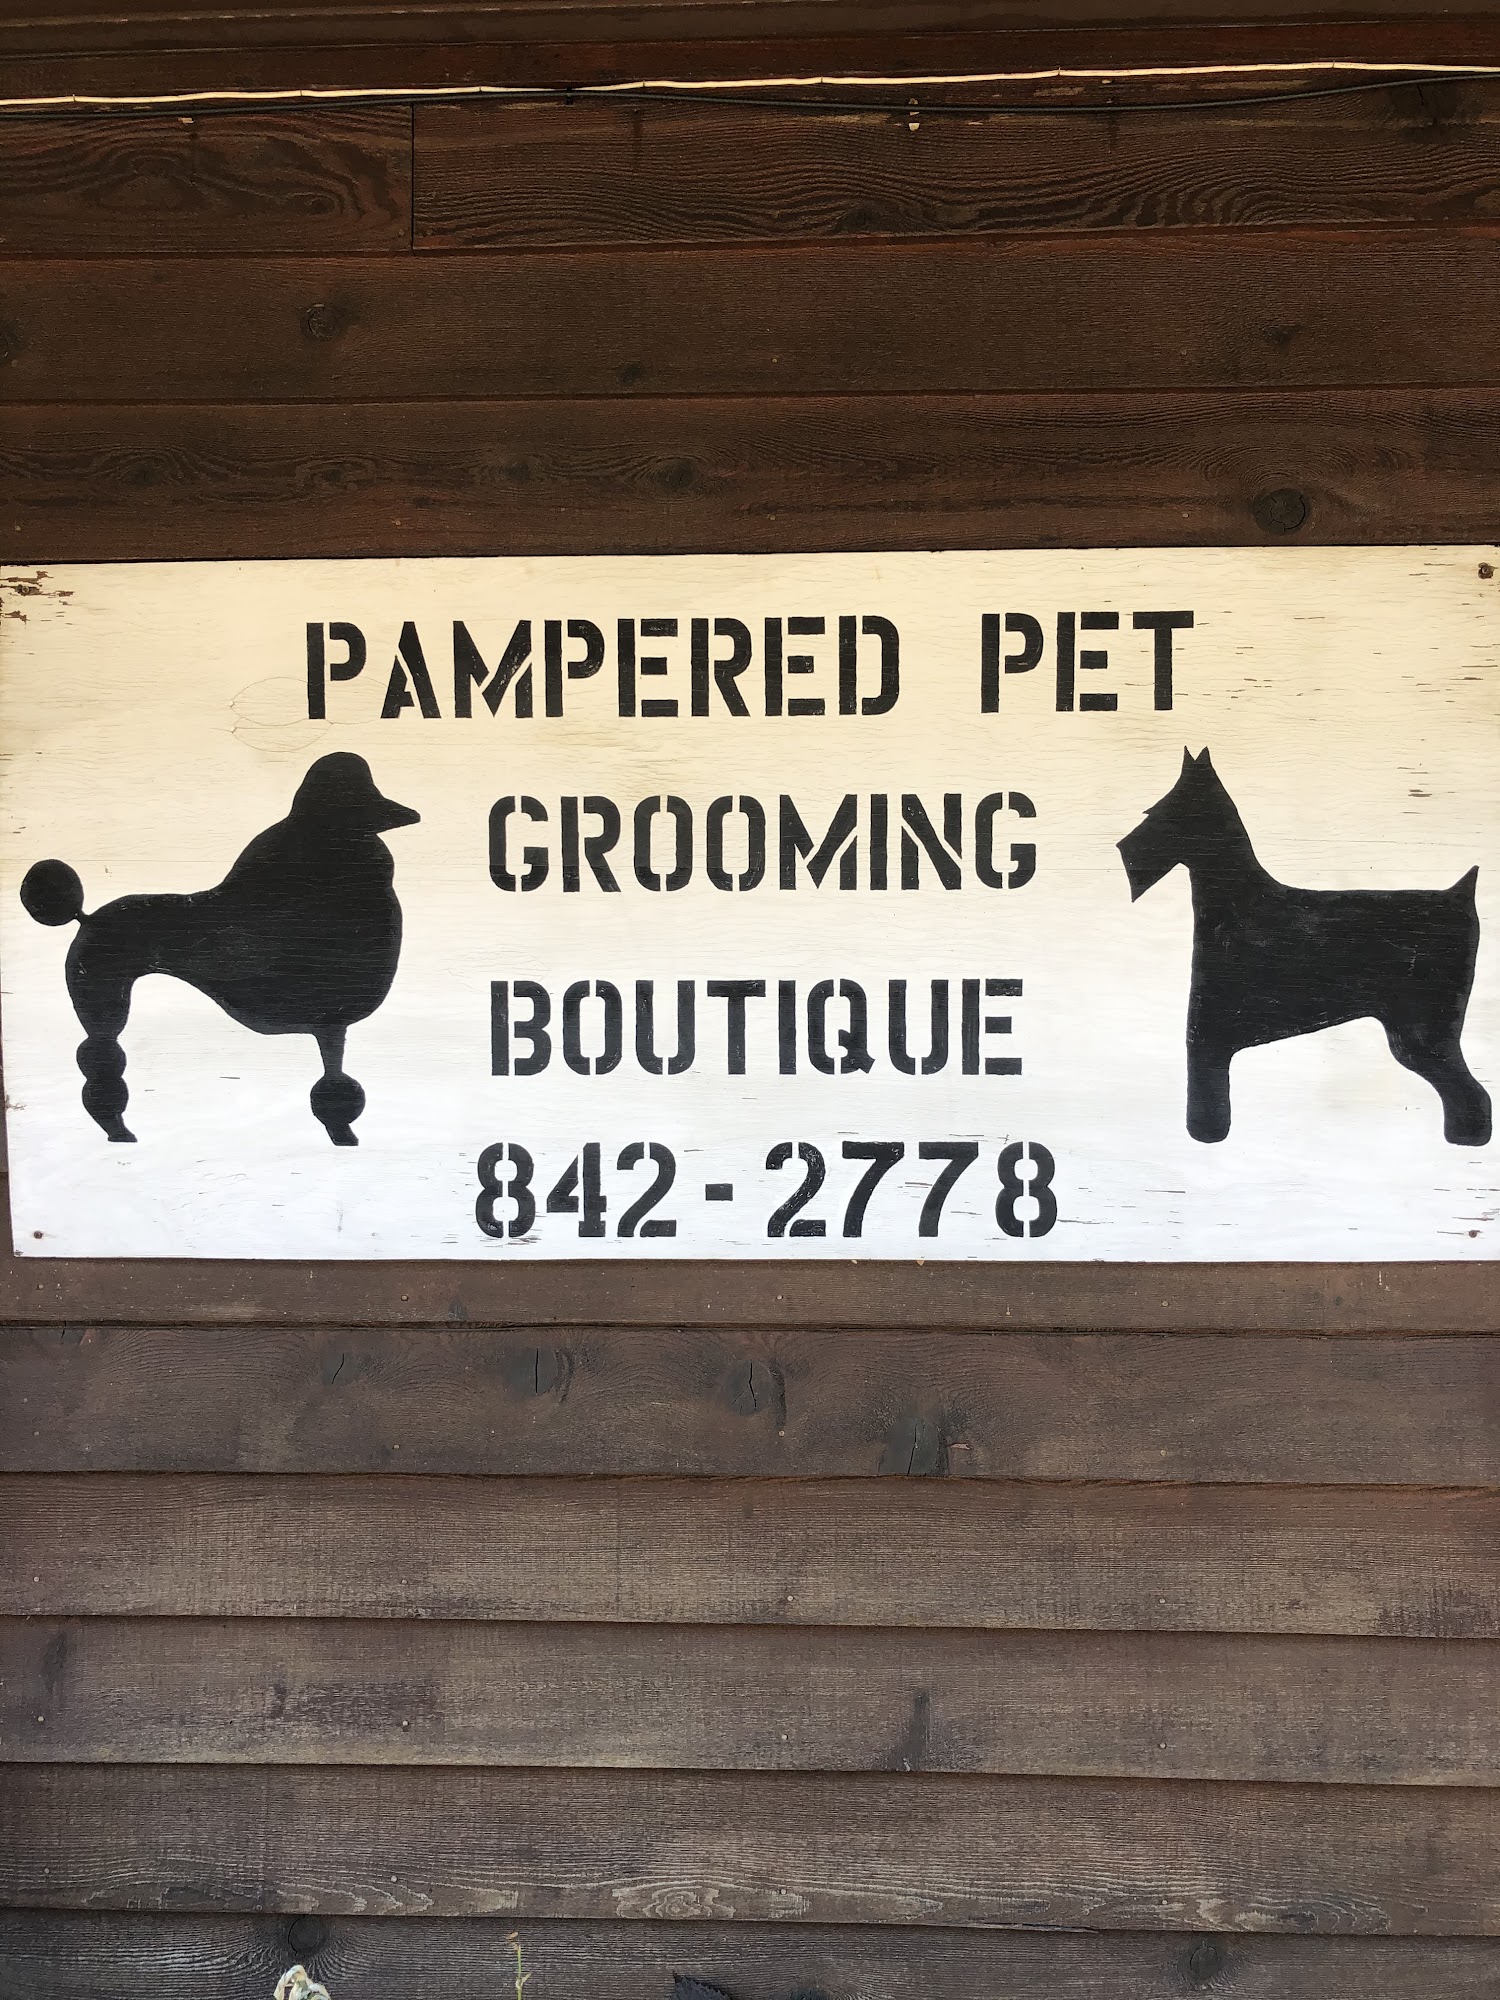 PAMPERED PET
GROOMING
BOUTIQUE
842-2778